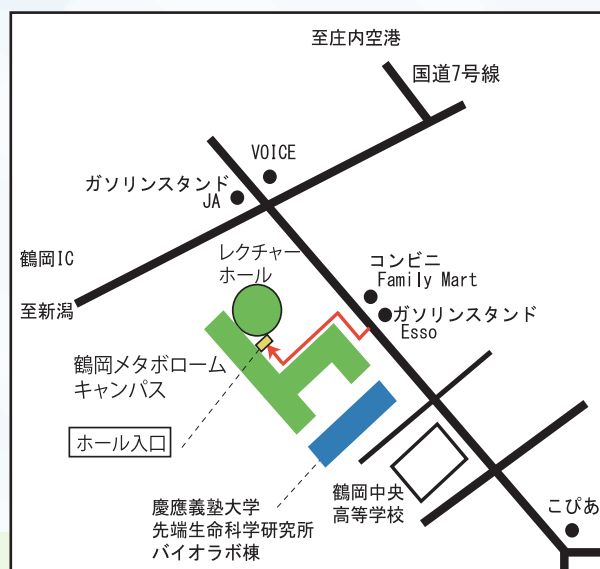 至庄内空港
国道7号線
VOICE
ガソリンスタンド
JA
鶴岡IC
至新潟
レクチャー
ホール
コンビニ
Family Mart
ガソリンスタンド
Esso
鶴岡メタボローム
キャンパス
ホール入口
慶應義塾大学
先端生命科学研究所
バイオラボ棟
鶴岡中央
高等学校
こぴあ